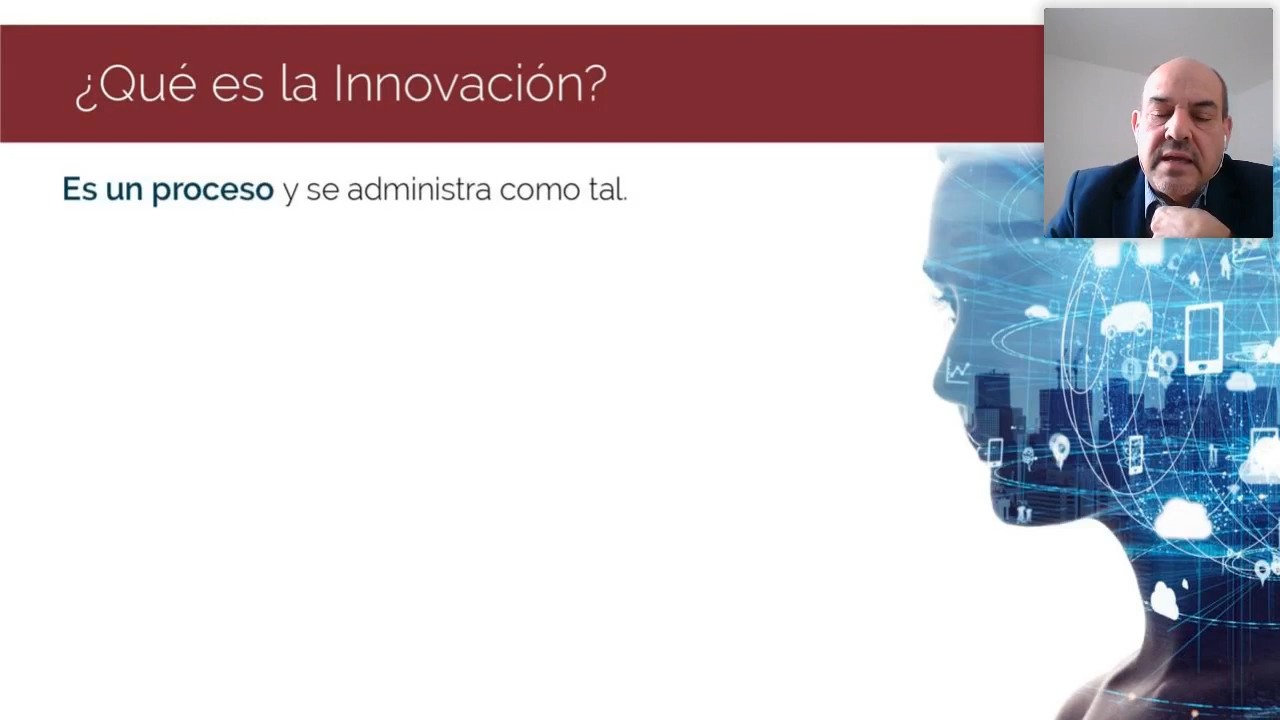 ¿Qué es la Innovación?
Es un proceso y se administra como tal.